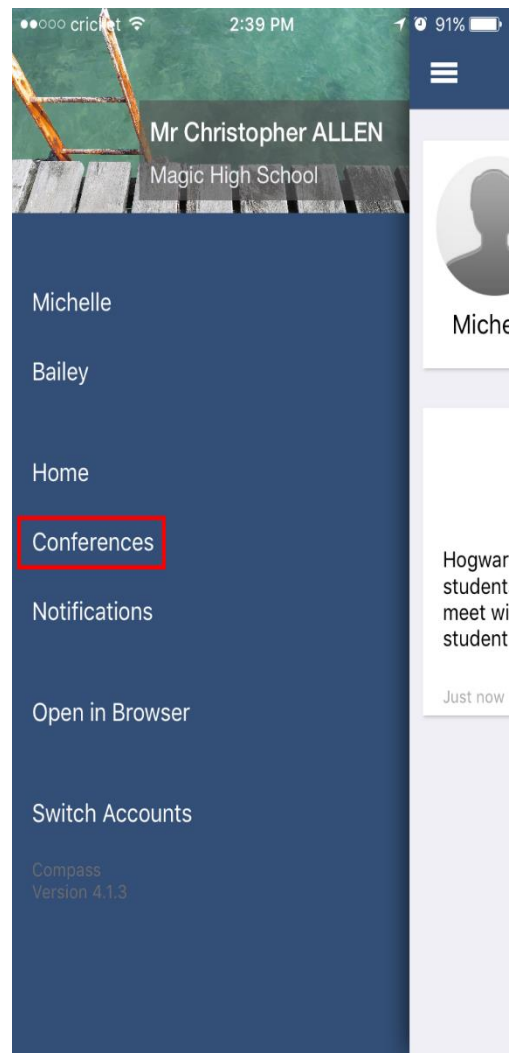 cricket 2:39 PM 91%
Mr Christopher ALLEN
Magic High School
Michelle
Bailey
Home
Conferences
Notifications
Open in Browser
Switch Accounts
Compass
Version 4.1.3
Miche
Hogwar
student
meet wi
student
Just now